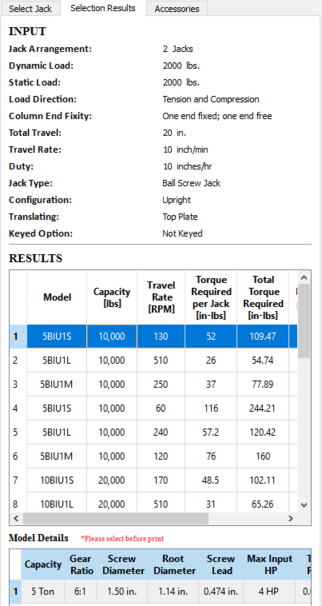 Select Jack Selection Results Accessories
INPUT
Jack Arrangement: 2 Jacks
Dynamic Load: 2000 lbs.
Static Load: 2000 lbs.
Load Direction: Tension and Compression
Column End Fixity: One end fixed; one end free
Total Travel: 20 in.
Travel Rate: 10 inch/min
Duty: 10 inches/hr
Jack Type: Ball Screw Jack
Configuration: Upright
Translating: Top Plate
Keyed Option: Not Keyed
RESULTS
Model Capacity [lbs] Travel Rate [RPM] Torque Required per Jack [in-lbs] Total Torque Required [in-lbs]
1 5BIU1S 10,000 130 52 109.47
2 5BIU1L 10,000 510 26 54.74
3 5BIU1M 10,000 250 37 77.89
4 5BIU1S 10,000 60 116 244.21
5 5BIU1L 10,000 240 57.2 120.42
6 5BIU1M 10,000 120 76 160
7 10BIU1S 20,000 170 48.5 102.11
8 10BIU1L 20,000 510 31 65.26
Model Details *Please select before print
Capacity Gear Ratio Screw Diameter Root Diameter Screw Lead Max Input HP
1 5 Ton 6:1 1.50 in. 1.14 in. 0.474 in. 4 HP